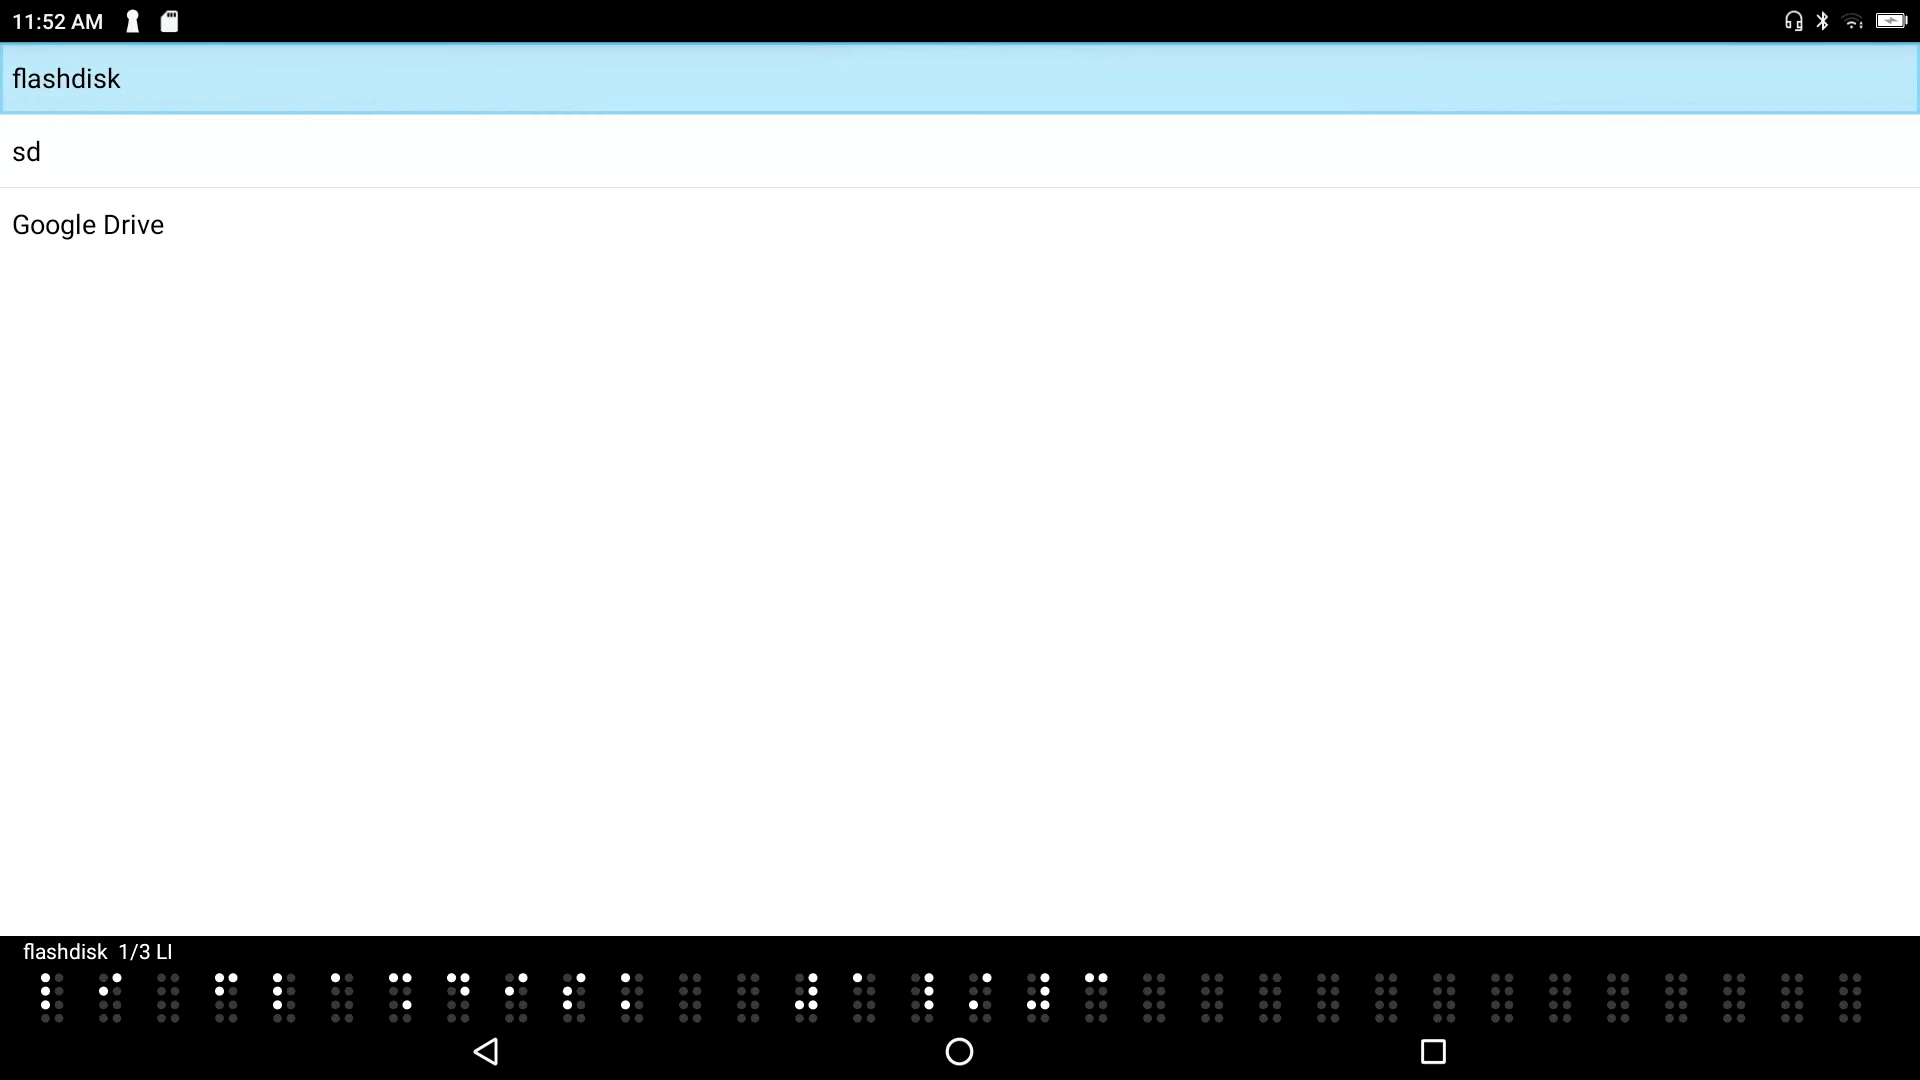 11:52 AM
flashdisk
sd
Google Drive
flashdisk 1/3 LI
⠇⠊⠀⠋⠇⠁⠩⠙⠊⠎⠅⠀⠀⠼⠁⠸⠌⠼⠉